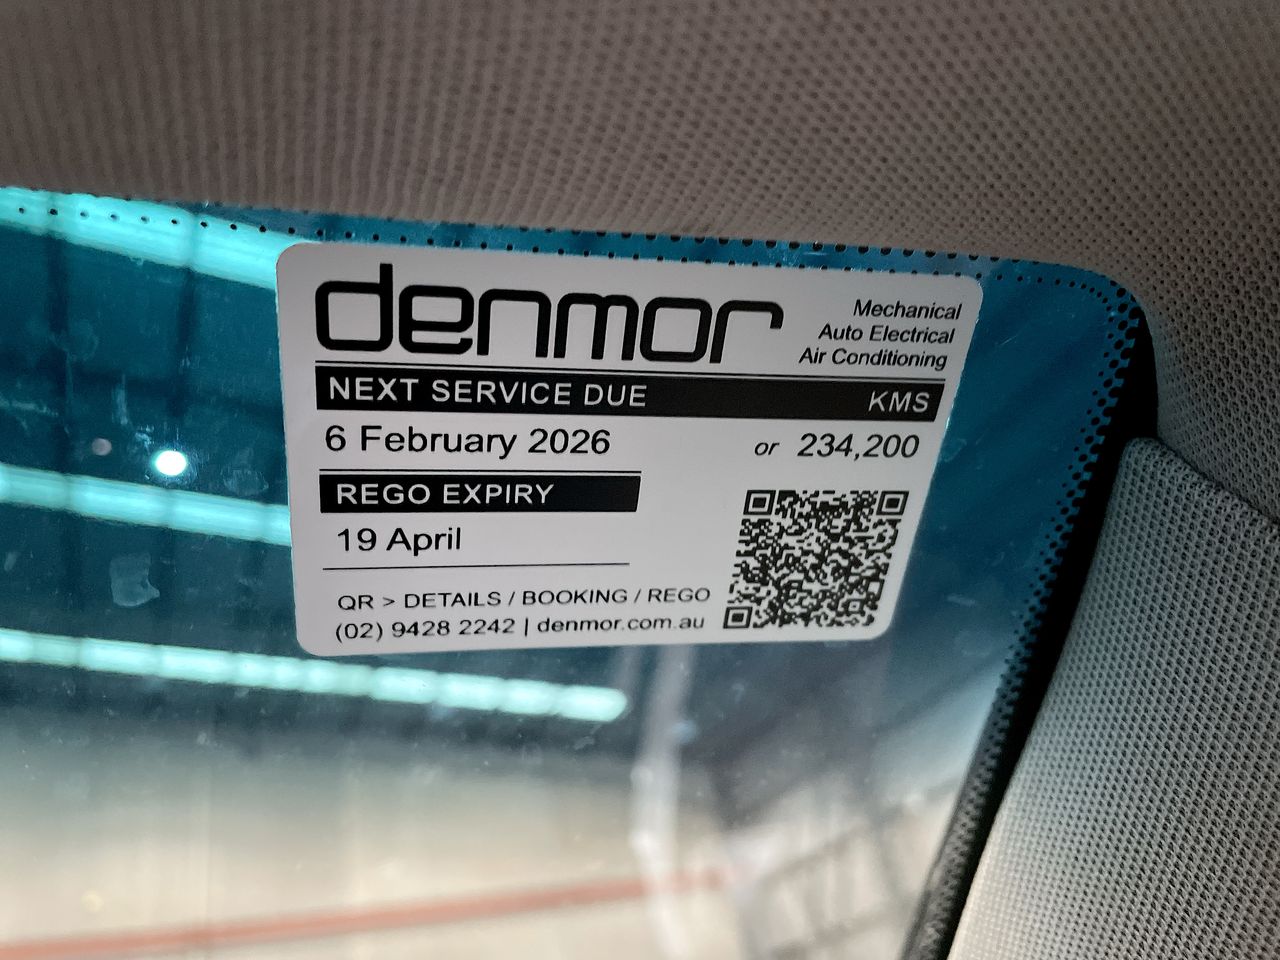 denmor
Mechanical
Auto Electrical
Air Conditioning
NEXT SERVICE DUE KMS
6 February 2026 or 234,200
REGO EXPIRY
19 April
QR > DETAILS / BOOKING / REGO
(02) 9428 2242 | denmor.com.au